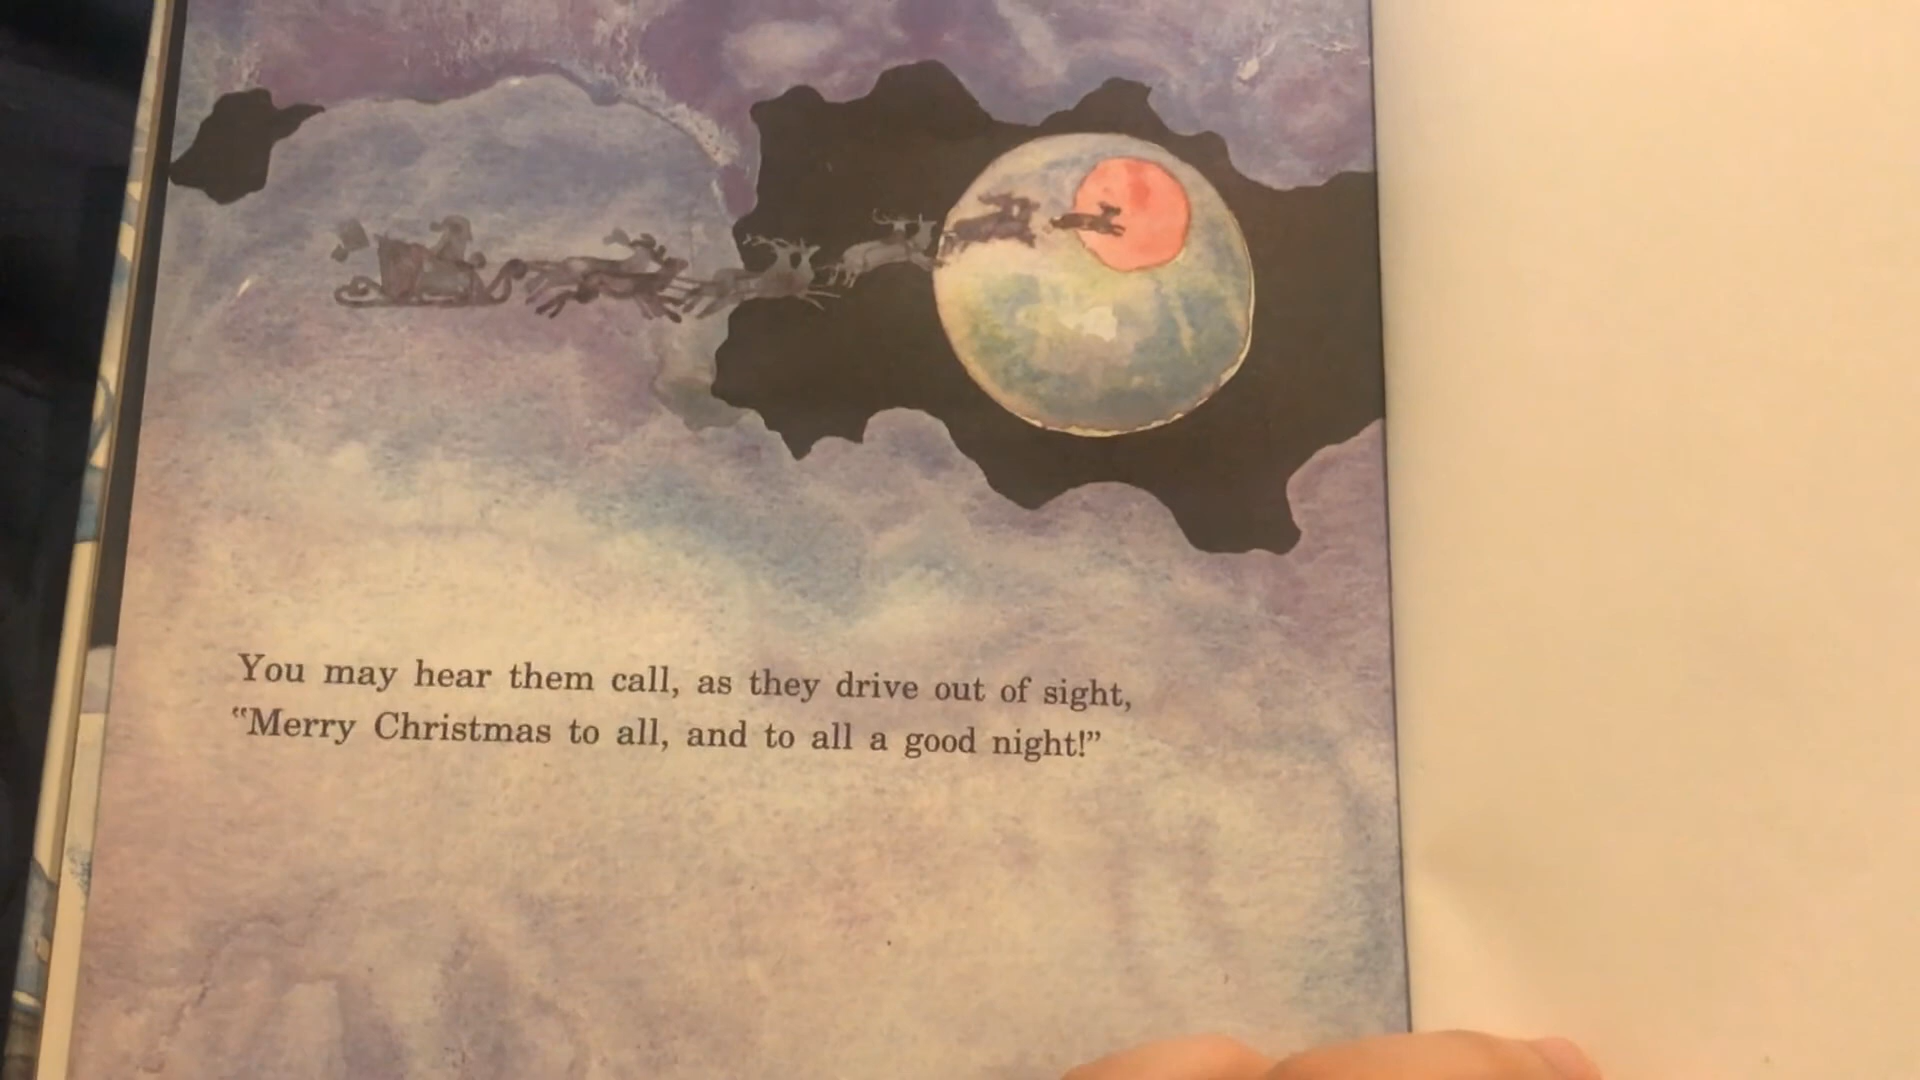 You may hear them call, as they drive out of sight,
“Merry Christmas to all, and to all a good night!”